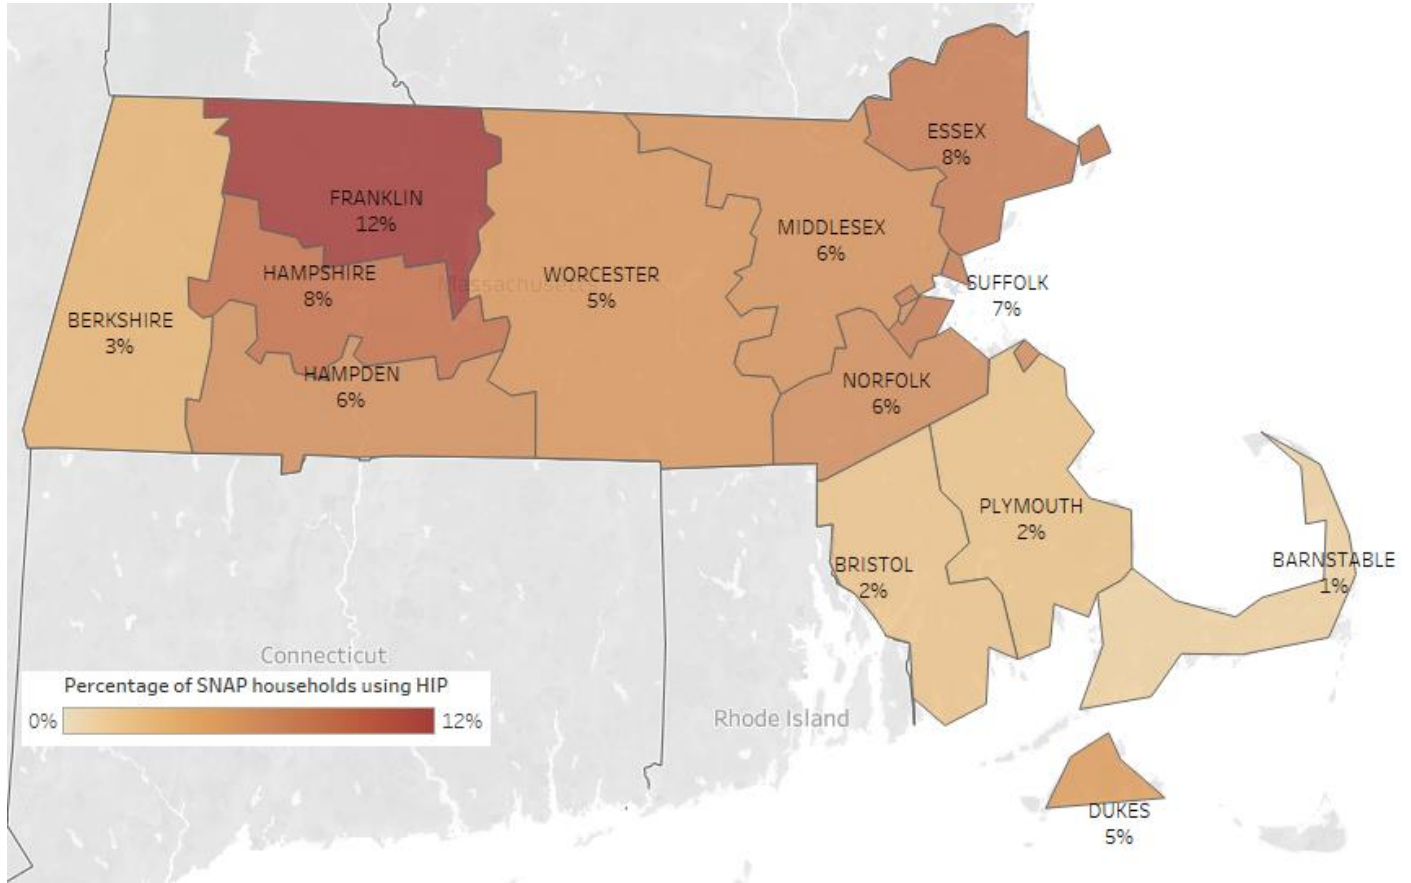 ESSEX
8%
FRANKLIN
12%
MIDDLESEX
6%
HAMPSHIRE
8%
WORCESTER
5%
Massachusetts
SUFFOLK
7%
BERKSHIRE
3%
HAMPDEN
6%
NORFOLK
6%
PLYMOUTH
2%
BRISTOL
2%
BARNSTABLE
1%
Connecticut
Percentage of SNAP households using HIP
0%
12%
Rhode Island
DUKES
5%